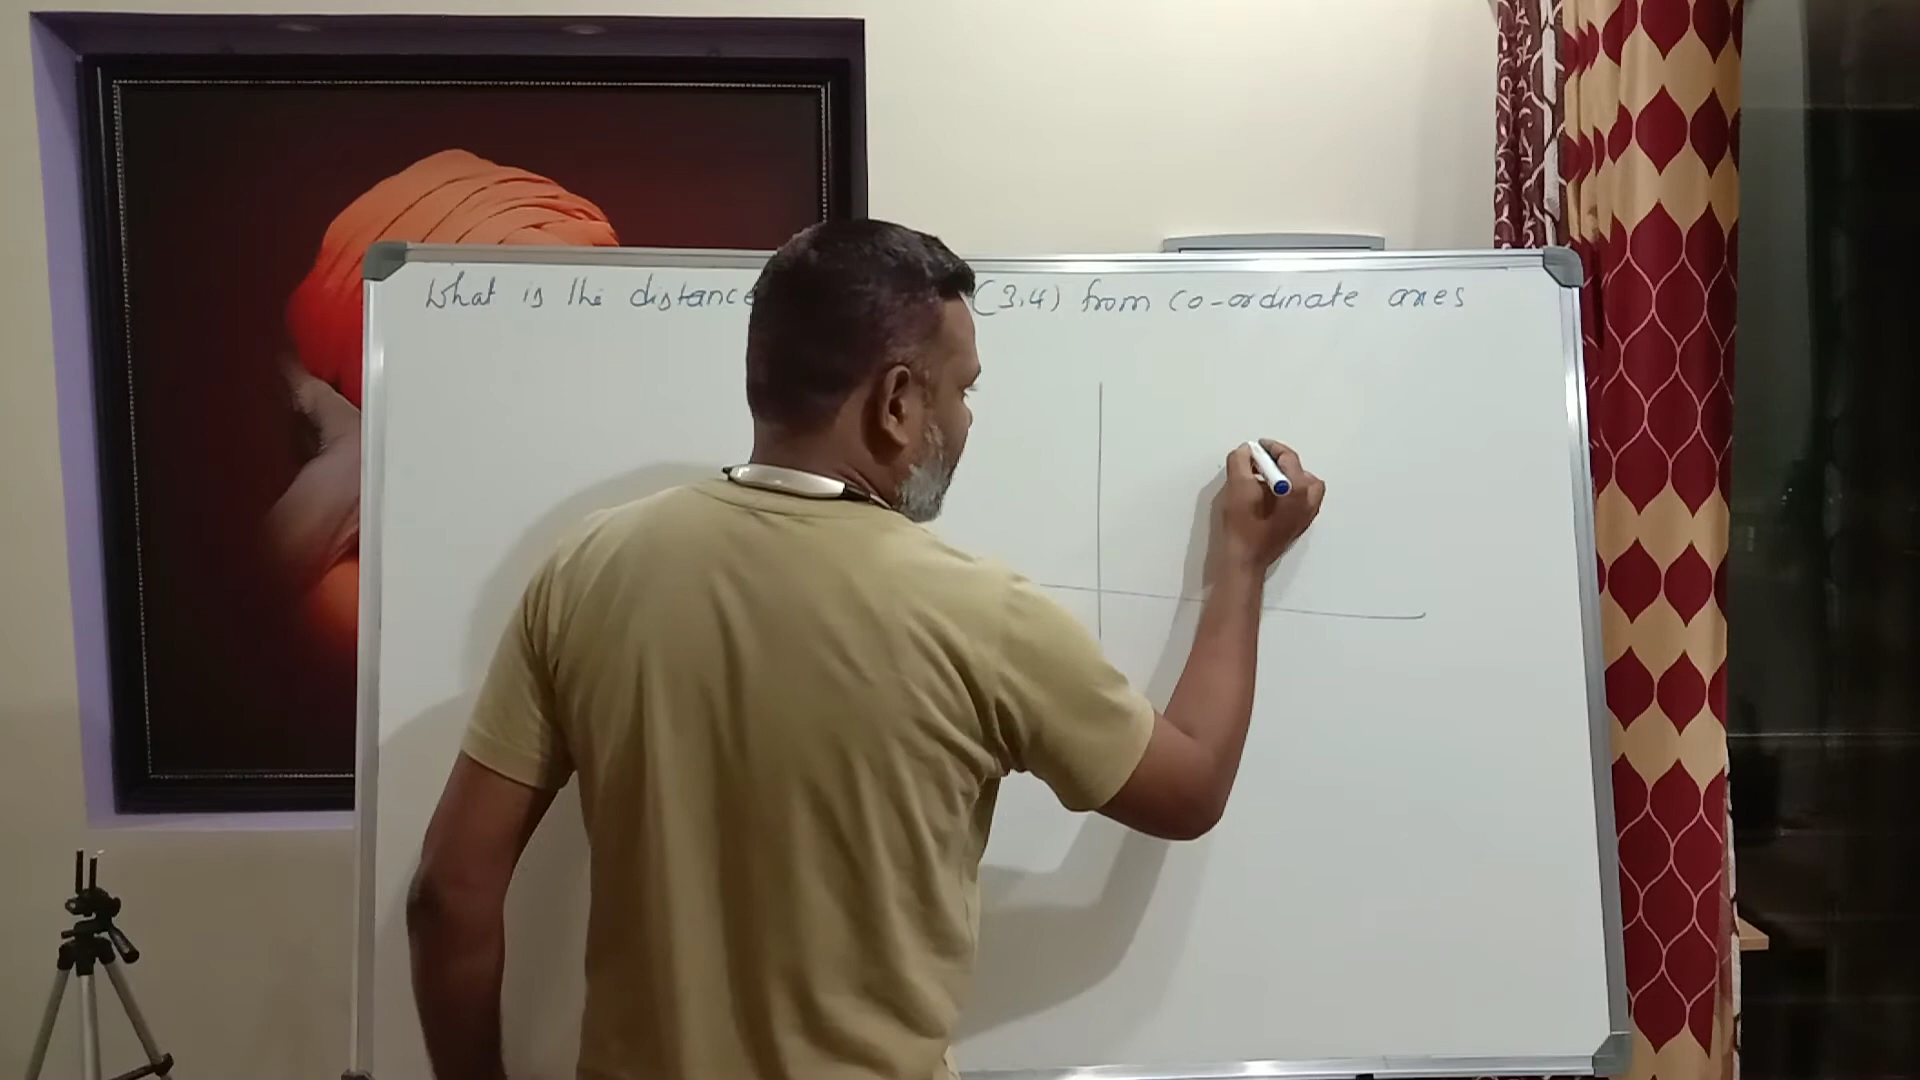 What is the distance (3,4) from co-ordinate axes